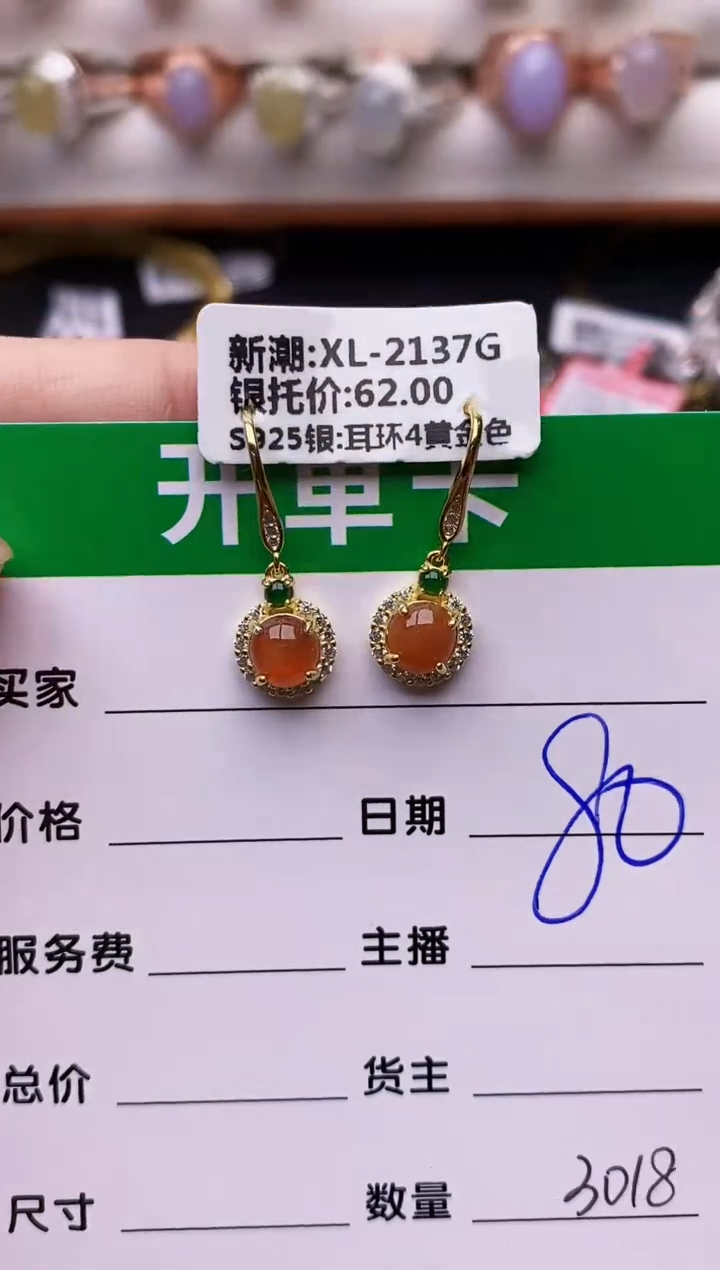 新潮:XL-2137G
银托价:62.00
S925银:耳环4黄金色
开单卡
买家
价格 日期 80
服务费 主播
总价 货主
尺寸 数量 3018